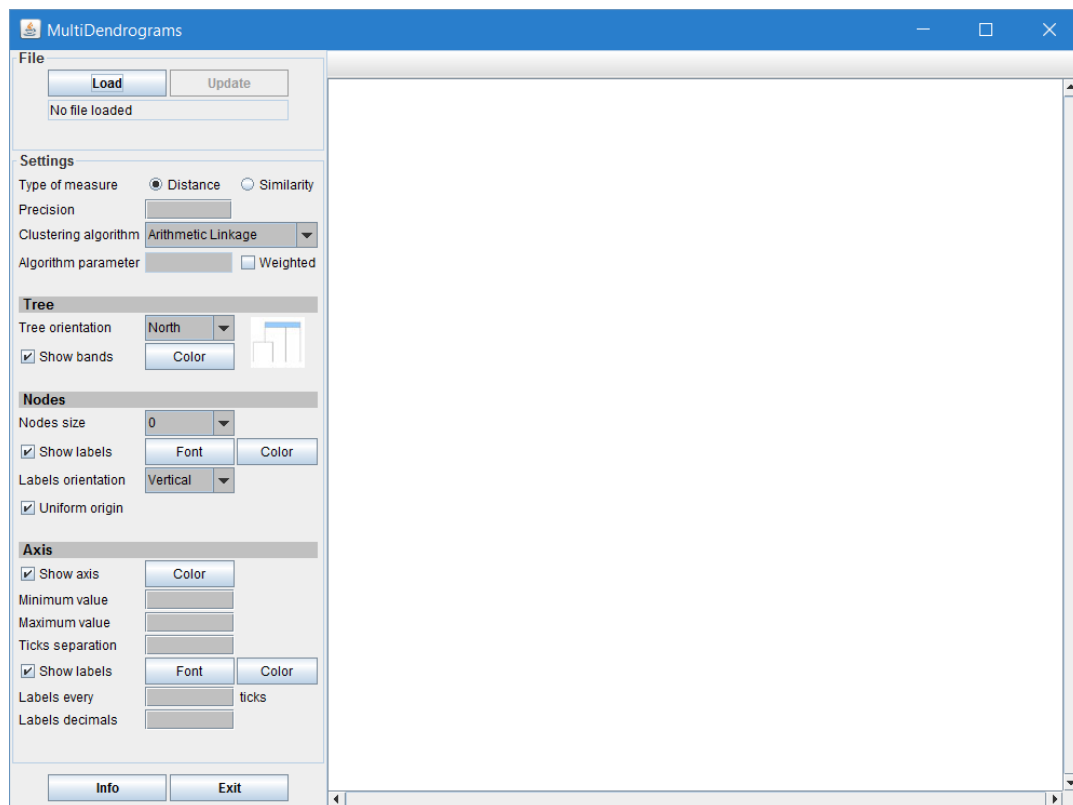 MultiDendrograms
File
Load Update
No file loaded
Settings
Type of measure Distance Similarity
Precision
Clustering algorithm Arithmetic Linkage
Algorithm parameter Weighted
Tree
Tree orientation North
Show bands Color
Nodes
Nodes size 0
Show labels Font Color
Labels orientation Vertical
Uniform origin
Axis
Show axis Color
Minimum value
Maximum value
Ticks separation
Show labels Font Color
Labels every ticks
Labels decimals
Info Exit